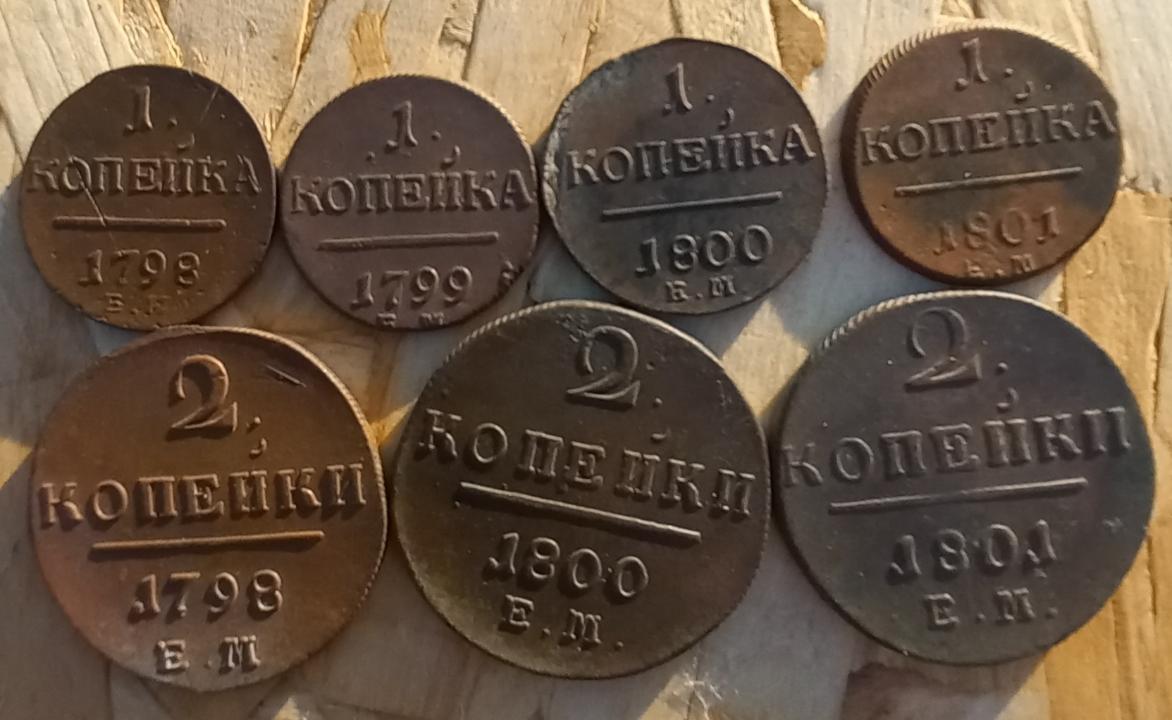 1.
КОПЕЙКА
1798
Е.М
1.
КОПЕЙКА
1799
Е М
1.
КОПЕЙКА
1800
Е.М
1.
КОПЕЙКА
1801
Е.М
2.
КОПЕЙКИ
1798
Е.М
2.
КОПЕЙКИ
1800
Е.М.
2.
КОПЕЙКИ
1801
Е.М.